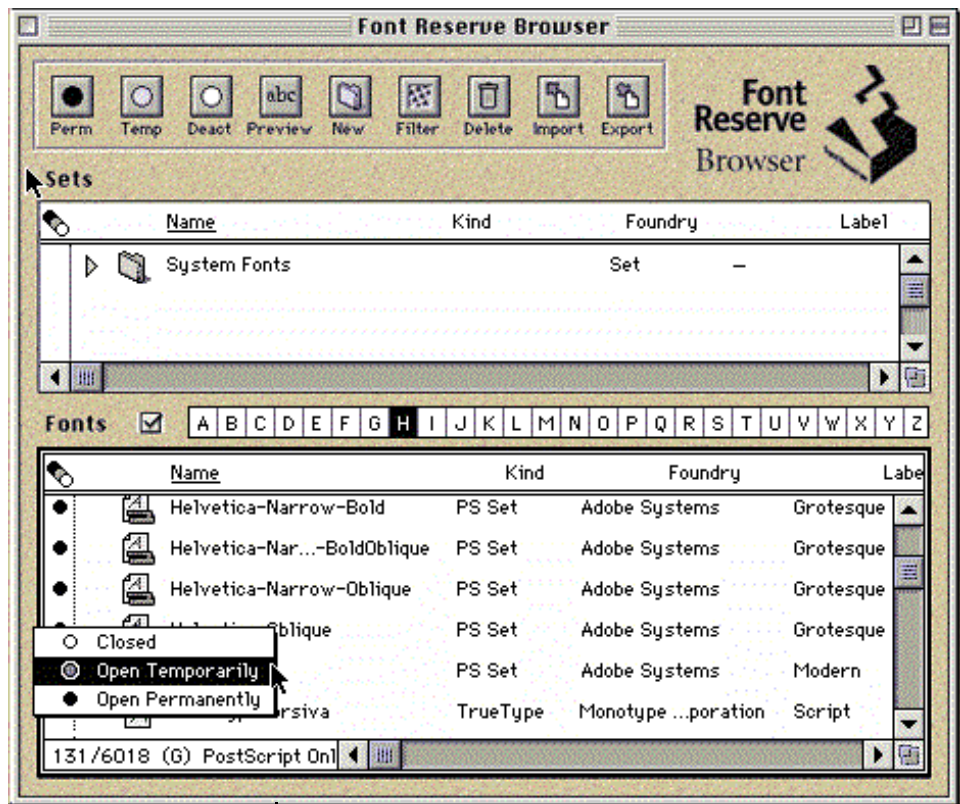 Font Reserve Browser
Perm Temp Deact Preview New Filter Delete Import Export
abc
Font
Reserve
Browser
Sets
Name Kind Foundry Label
System Fonts Set –
Fonts A B C D E F G H I J K L M N O P Q R S T U V W X Y Z
Name Kind Foundry Labe
Helvetica-Narrow-Bold PS Set Adobe Systems Grotesque
Helvetica-Nar...-BoldOblique PS Set Adobe Systems Grotesque
Helvetica-Narrow-Oblique PS Set Adobe Systems Grotesque
Oblique PS Set Adobe Systems Grotesque
Closed
Open Temporarily PS Set Adobe Systems Modern
Open Permanently
rsiva TrueType Monotype ...poration Script
131/6018 (G) PostScript Onl